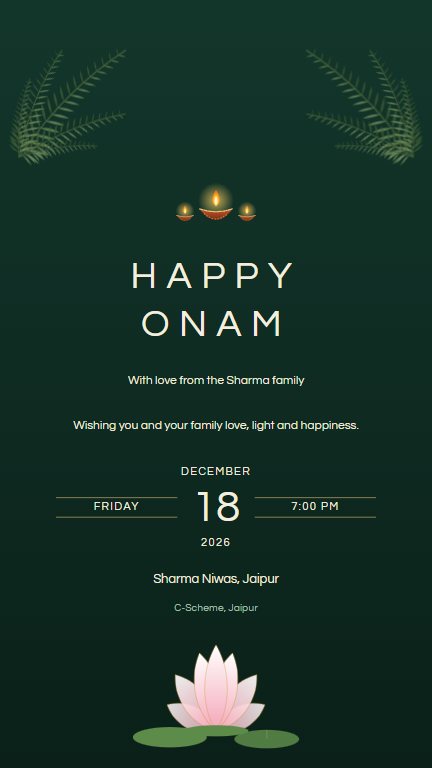 HAPPY
ONAM
With love from the Sharma family
Wishing you and your family love, light and happiness.
DECEMBER
FRIDAY 18 7:00 PM
2026
Sharma Niwas, Jaipur
C-Scheme, Jaipur